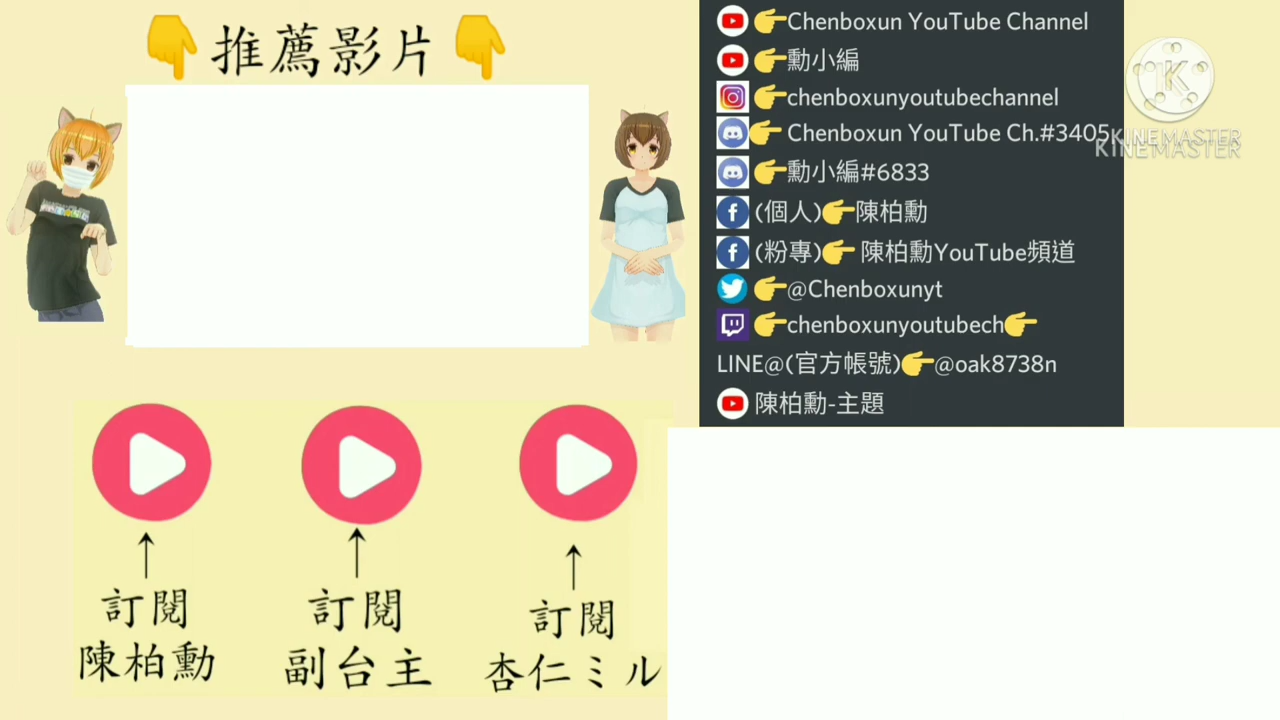 👇推薦影片👇
👉Chenboxun YouTube Channel
👉勳小編
👉chenboxunyoutubechannel
👉 Chenboxun YouTube Ch.#3405
👉勳小編#6833
(個人)👉陳柏勳
(粉專)👉 陳柏勳YouTube頻道
👉@Chenboxunyt
👉chenboxunyoutubech👉
LINE@(官方帳號)👉@oak8738n
陳柏勳-主題
K
KINEMASTER
KINEMASTER
↑
訂閱
陳柏勳
↑
訂閱
副台主
↑
訂閱
杏仁ミル